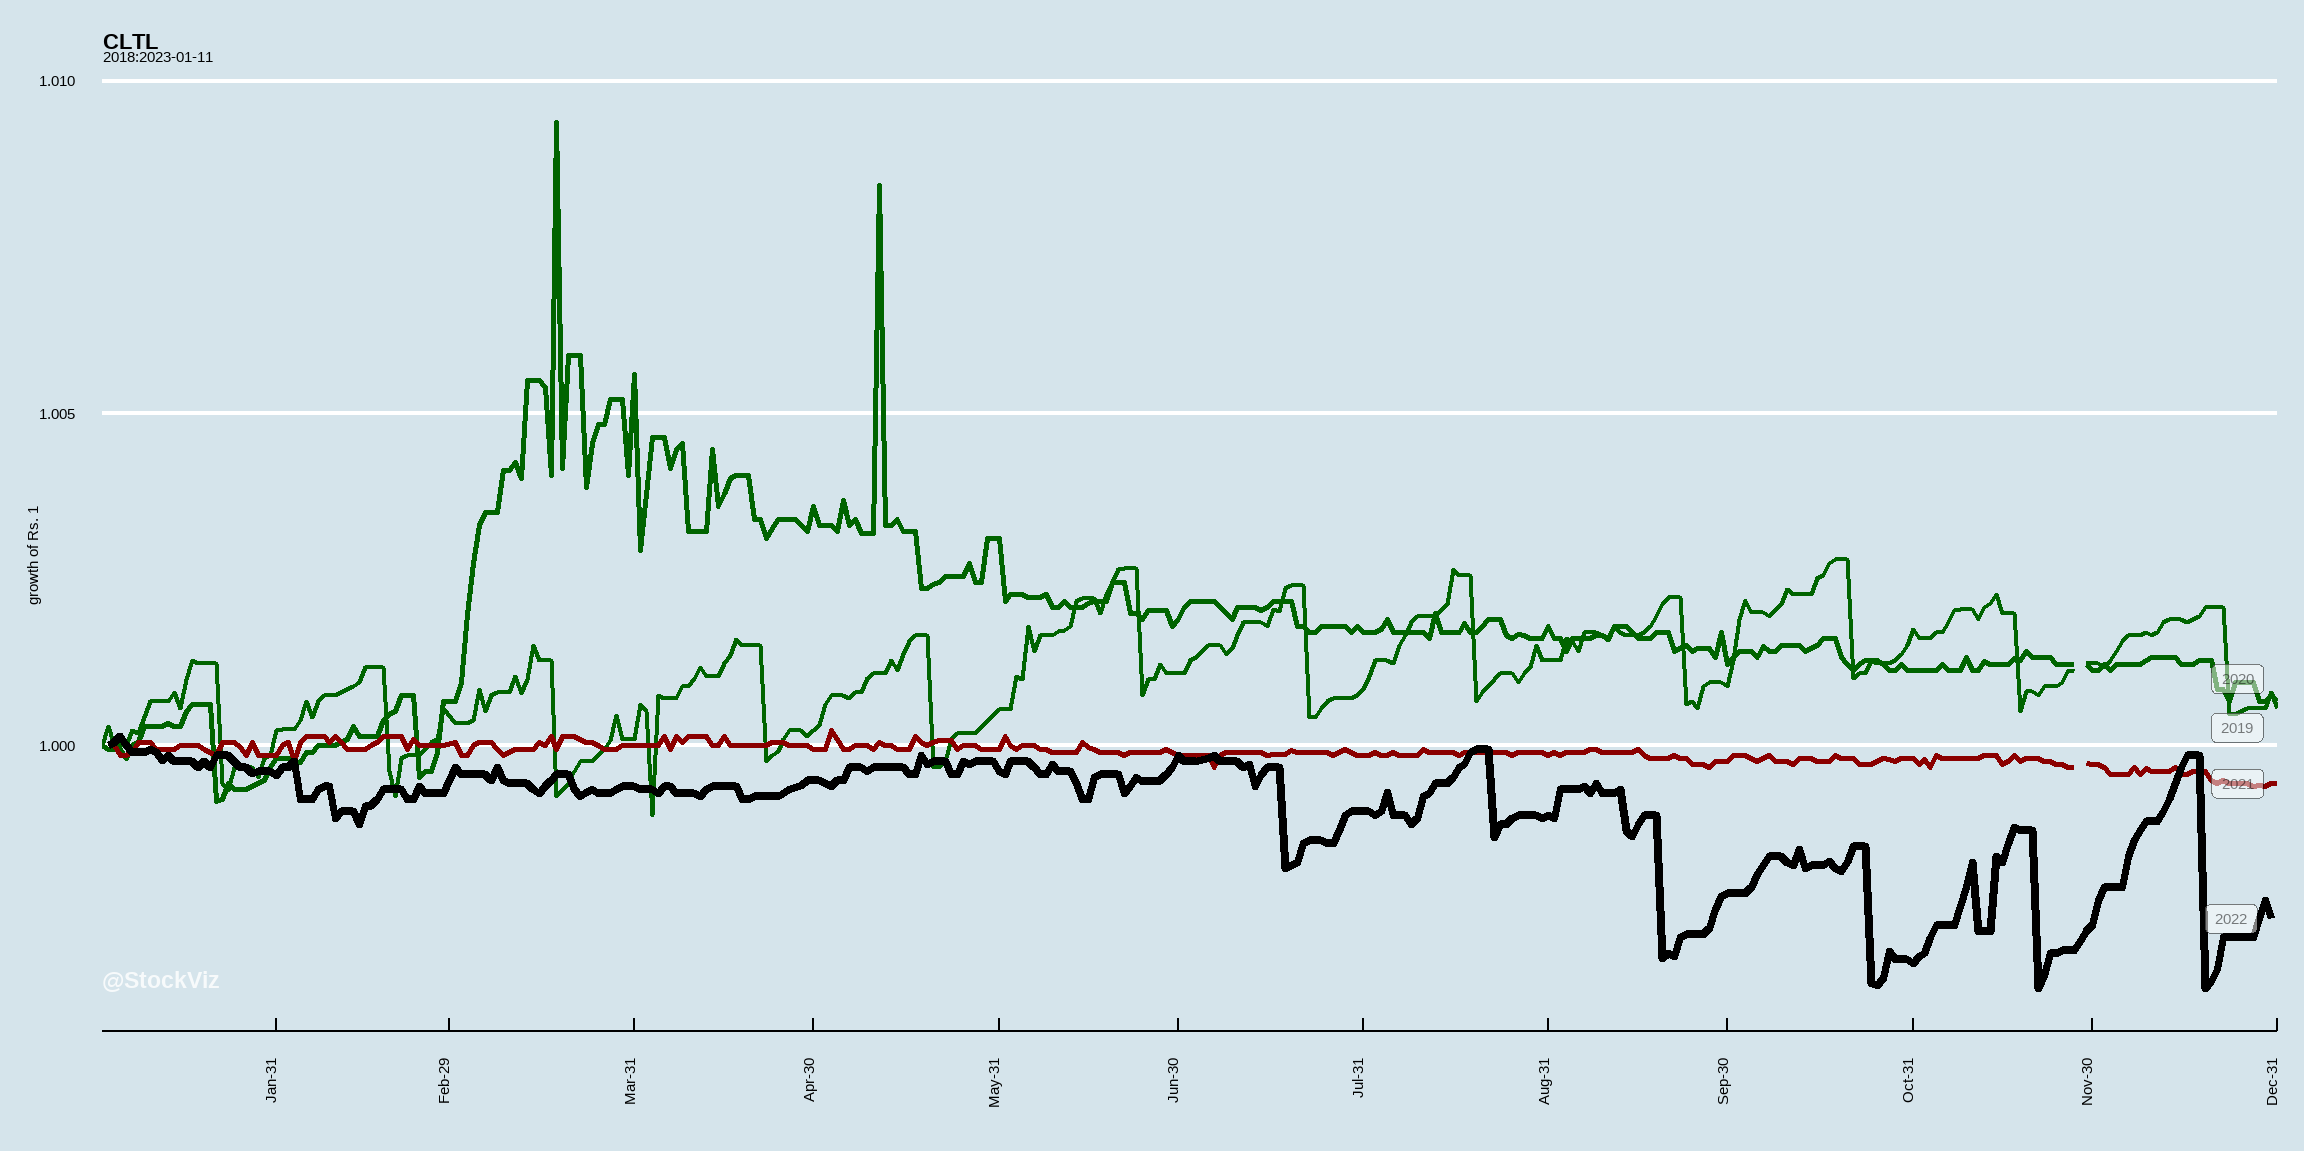 CLTL
2018:2023-01-11
1.010
1.005
1.000
growth of Rs. 1
2020
2019
2021
2022
@StockViz
Jan-31
Feb-29
Mar-31
Apr-30
May-31
Jun-30
Jul-31
Aug-31
Sep-30
Oct-31
Nov-30
Dec-31